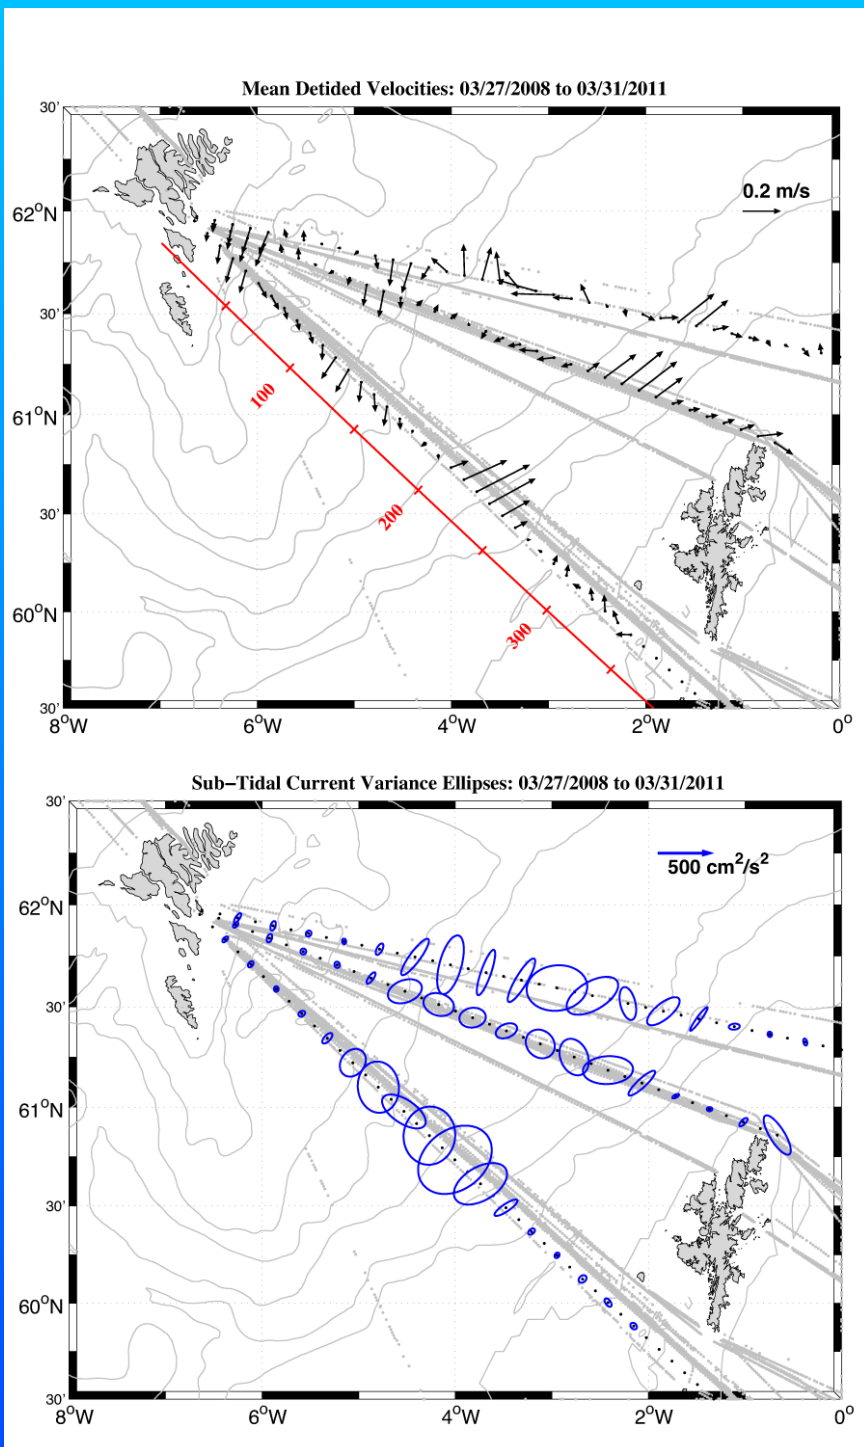 Mean Detided Velocities: 03/27/2008 to 03/31/2011
30'
0.2 m/s
62°N
30'
100
61°N
200
30'
300
60°N
30'
8°W 6°W 4°W 2°W 0°
Sub-Tidal Current Variance Ellipses: 03/27/2008 to 03/31/2011
30'
500 cm²/s²
62°N
30'
61°N
30'
60°N
30'
8°W 6°W 4°W 2°W 0°